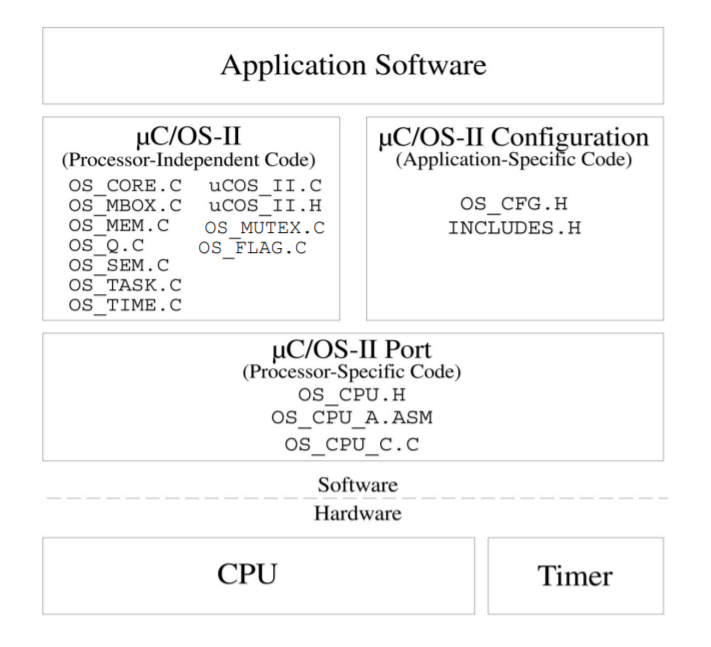 Application Software
µC/OS-II
(Processor-Independent Code)
OS_CORE.C uCOS_II.C
OS_MBOX.C uCOS_II.H
OS_MEM.C OS_MUTEX.C
OS_Q.C OS_FLAG.C
OS_SEM.C
OS_TASK.C
OS_TIME.C
µC/OS-II Configuration
(Application-Specific Code)
OS_CFG.H
INCLUDES.H
µC/OS-II Port
(Processor-Specific Code)
OS_CPU.H
OS_CPU_A.ASM
OS_CPU_C.C
Software
Hardware
CPU
Timer